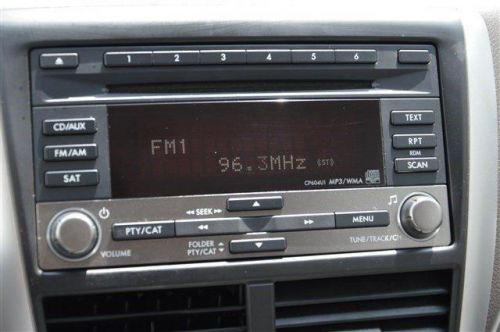 1 2 3 4 5 6
CD/AUX
TEXT
FM/AM
FM1
RPT
RDM
96.3MHz (ST)
SCAN
SAT
CP604U1 MP3/WMA
SEEK
PTY/CAT
MENU
VOLUME
FOLDER
PTY/CAT
TUNE/TRACK/CH